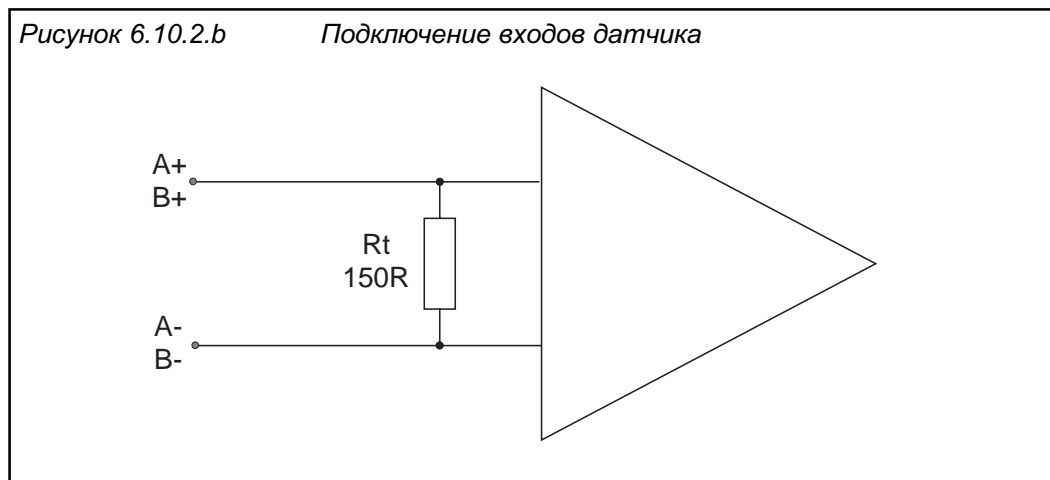 Рисунок 6.10.2.b Подключение входов датчика
A+
B+
Rt
150R
A-
B-